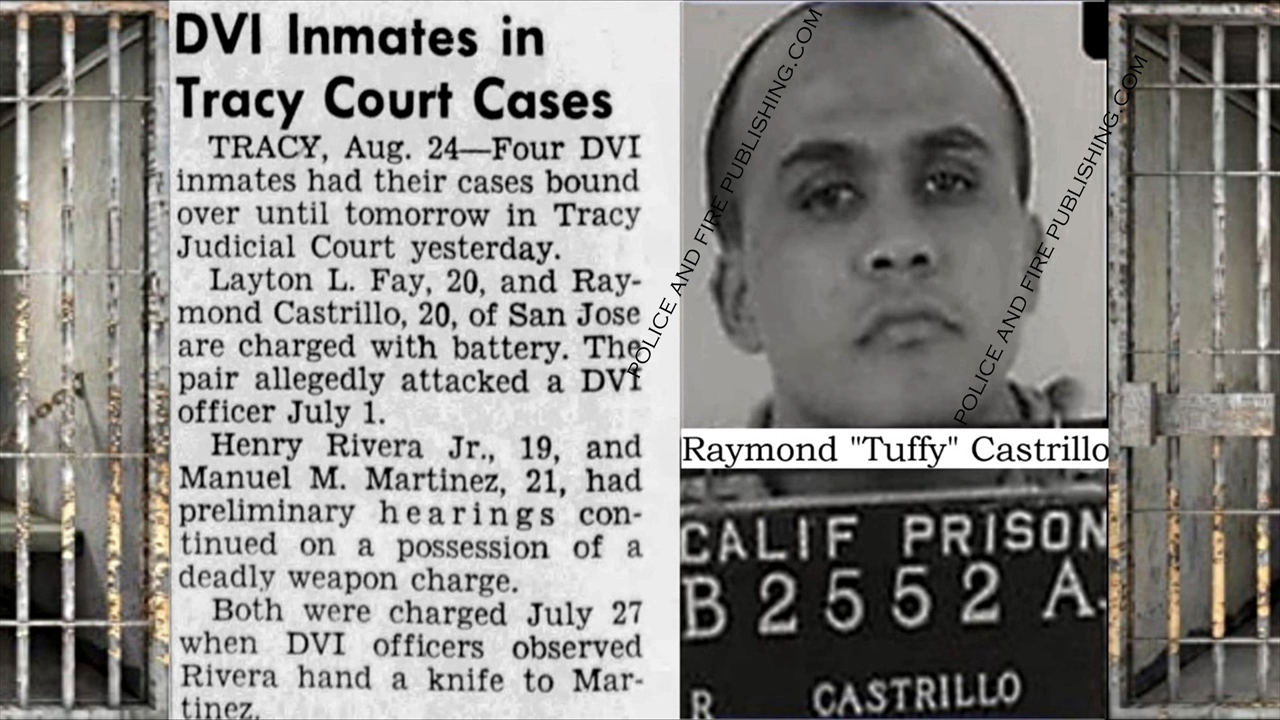 DVI Inmates in
Tracy Court Cases
TRACY, Aug. 24—Four DVI
inmates had their cases bound
over until tomorrow in Tracy
Judicial Court yesterday.
Layton L. Fay, 20, and Ray-
mond Castrillo, 20, of San Jose
are charged with battery. The
pair allegedly attacked a DVI
officer July 1.
Henry Rivera Jr., 19, and
Manuel M. Martinez, 21, had
preliminary hearings con-
tinued on a possession of a
deadly weapon charge.
Both were charged July 27
when DVI officers observed
Rivera hand a knife to Mar-
tinez.
POLICE AND FIRE PUBLISHING.COM
POLICE AND FIRE PUBLISHING.COM
Raymond "Tuffy" Castrillo
CALIF PRISON
B 2552 A.
R CASTRILLO